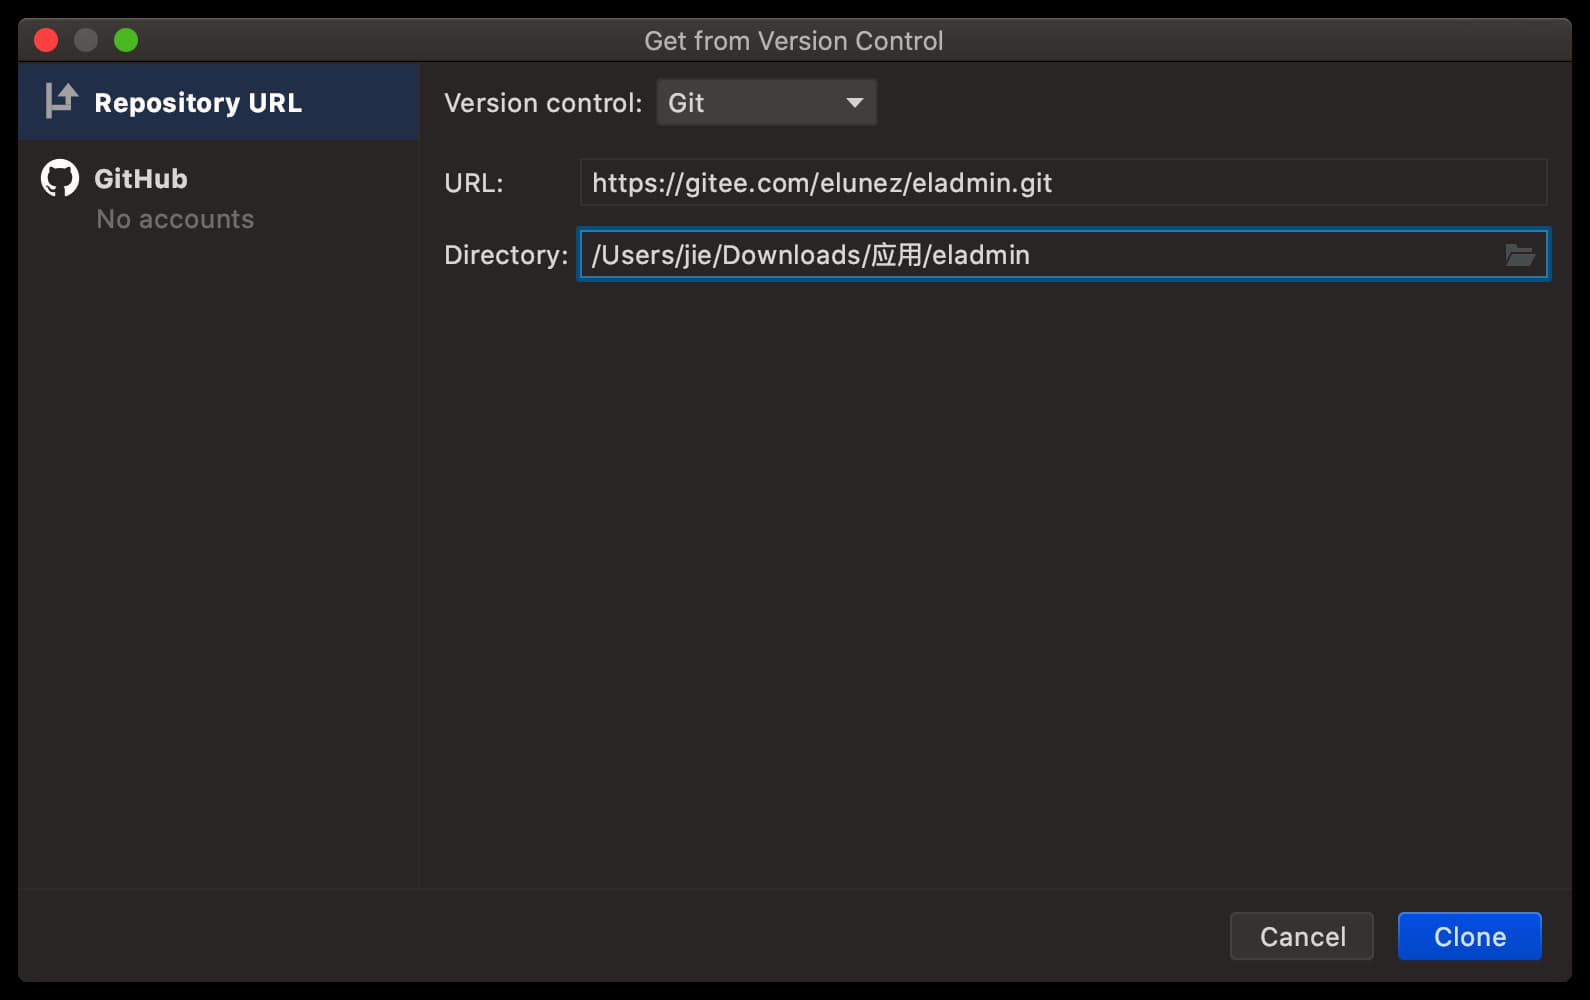 Get from Version Control
Repository URL
GitHub
No accounts
Version control: Git
URL: https://gitee.com/elunez/eladmin.git
Directory: /Users/jie/Downloads/应用/eladmin
Cancel Clone